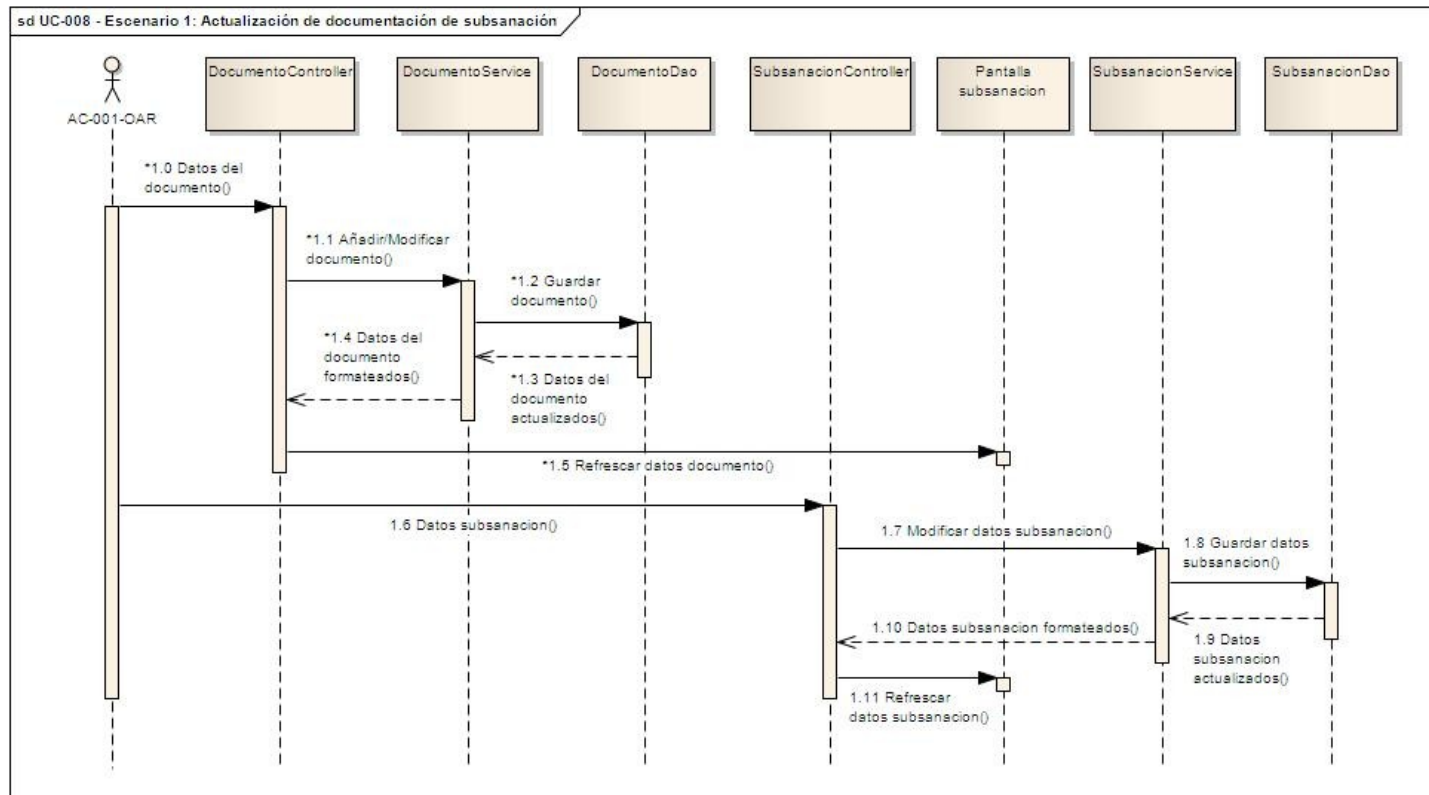 sd UC-008 - Escenario 1: Actualización de documentación de subsanación
AC-001-OAR
DocumentoController
DocumentoService
DocumentoDao
SubsanacionController
Pantalla
subsanacion
SubsanacionService
SubsanacionDao
*1.0 Datos del
documento()
*1.1 Añadir/Modificar
documento()
*1.2 Guardar
documento()
*1.4 Datos del
documento
formateados()
*1.3 Datos del
documento
actualizados()
*1.5 Refrescar datos documento()
1.6 Datos subsanacion()
1.7 Modificar datos subsanacion()
1.8 Guardar datos
subsanacion()
1.10 Datos subsanacion formateados()
1.9 Datos
subsanacion
actualizados()
1.11 Refrescar
datos subsanacion()